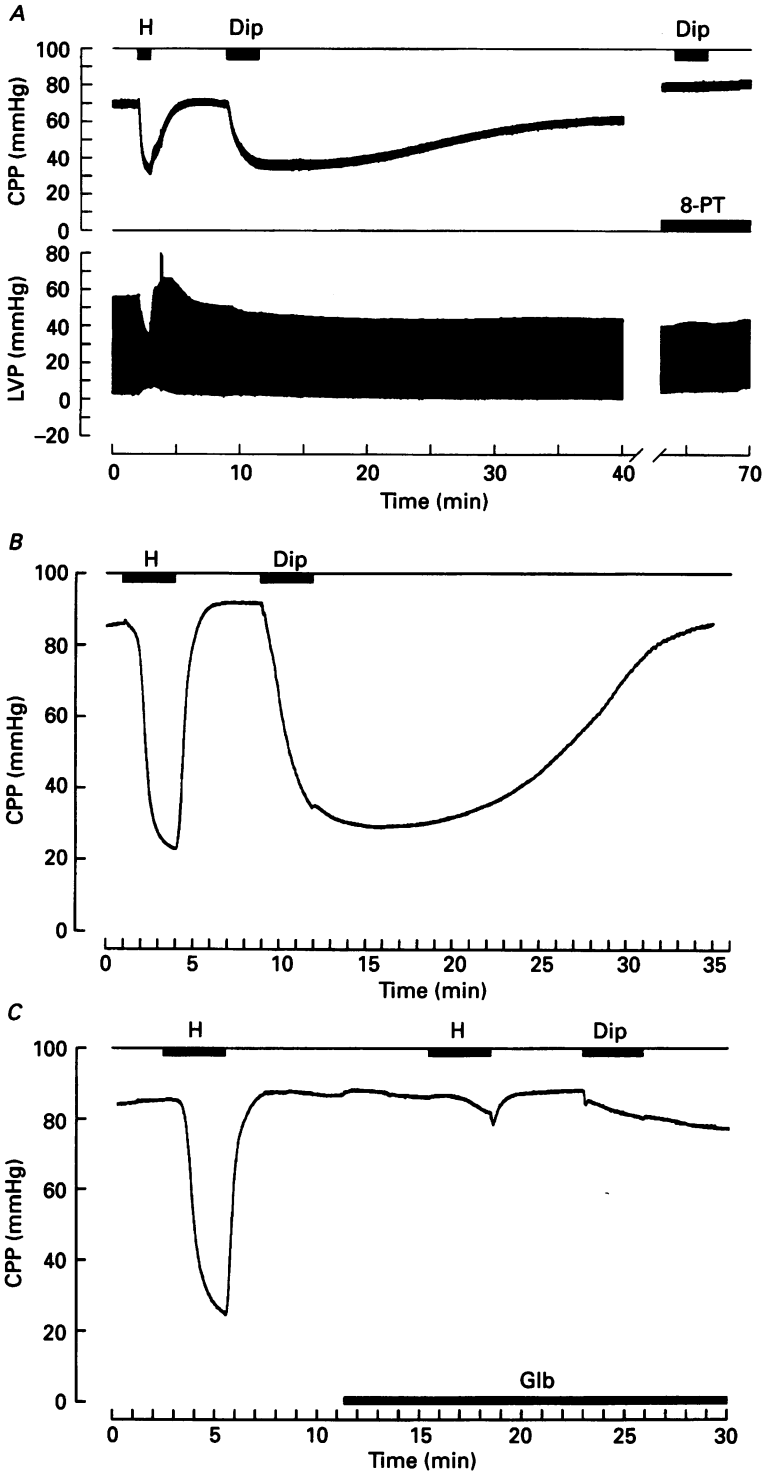 A
H Dip Dip
100
80
60
40
20
0
CPP (mmHg)
8-PT
80
60
40
20
0
–20
LVP (mmHg)
0 10 20 30 40 70
Time (min)
B
H Dip
100
80
60
40
20
0
CPP (mmHg)
0 5 10 15 20 25 30 35
Time (min)
C
H H Dip
100
80
60
40
20
0
CPP (mmHg)
Glb
0 5 10 15 20 25 30
Time (min)